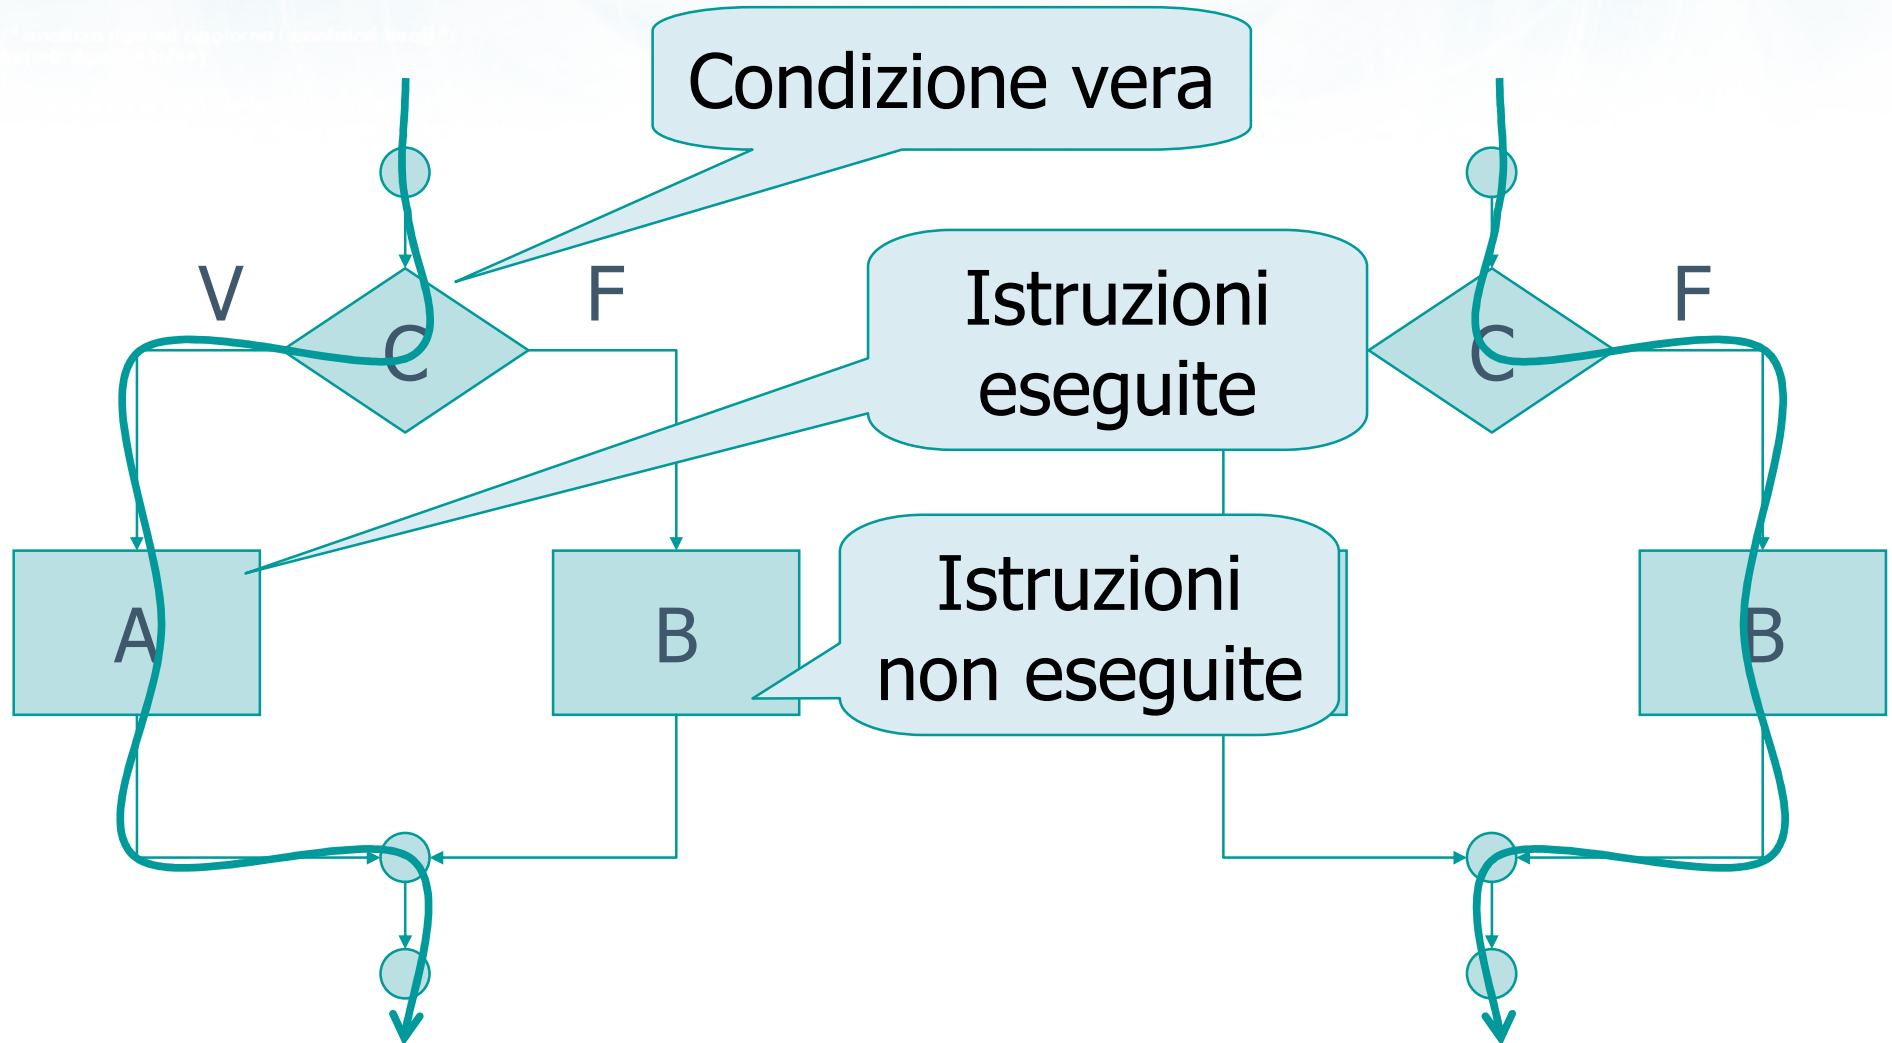 Condizione vera
V
F
C
Istruzioni
eseguite
F
C
A
B
Istruzioni
non eseguite
B